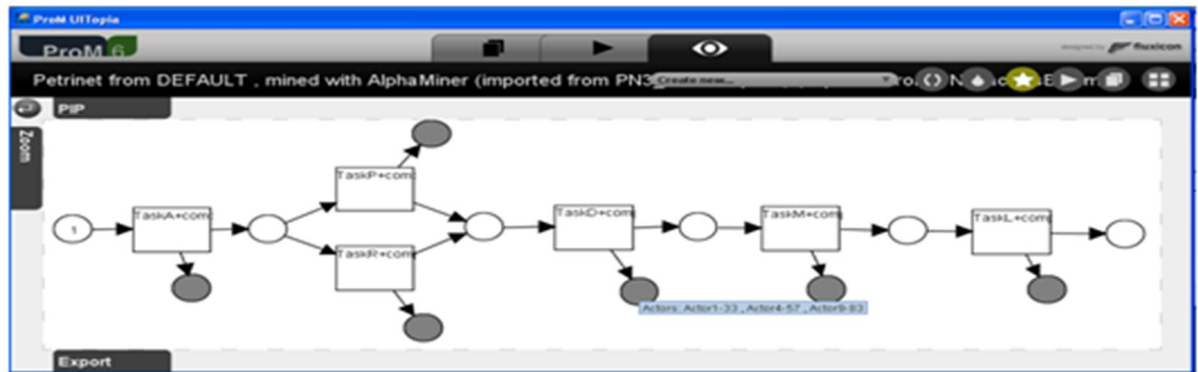 ProM UITopia
ProM 6
designed by fluxicon
Petrinet from DEFAULT , mined with AlphaMiner (imported from PN3
Create new...
PIP
Zoom
TaskP+com
TaskA+com
TaskD+com
TaskM+com
TaskL+com
1
TaskR+com
Actors: Actor1-33 , Actor4-57 , Actor9-83
Export